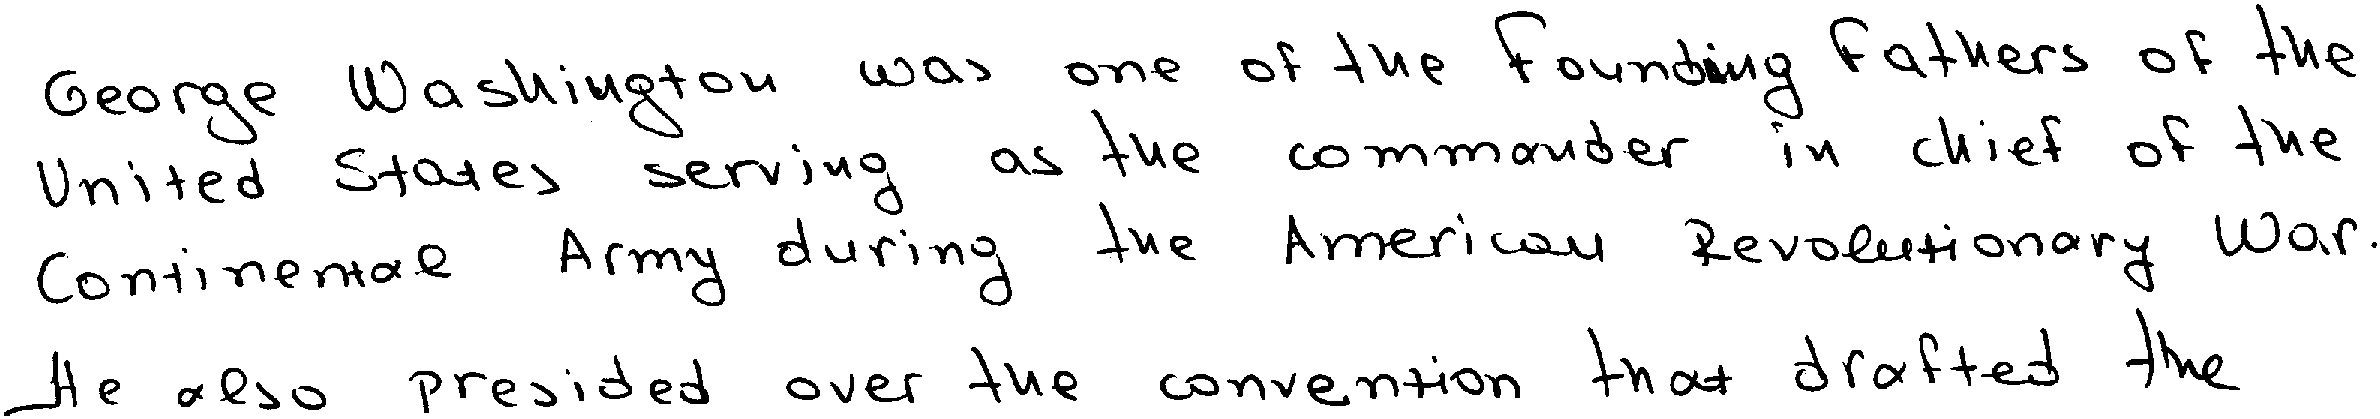 George Washington was one of the Founding Fathers of the
United States serving as the commander in chief of the
Continental Army during the American Revolutionary War.
He also presided over the convention that drafted the